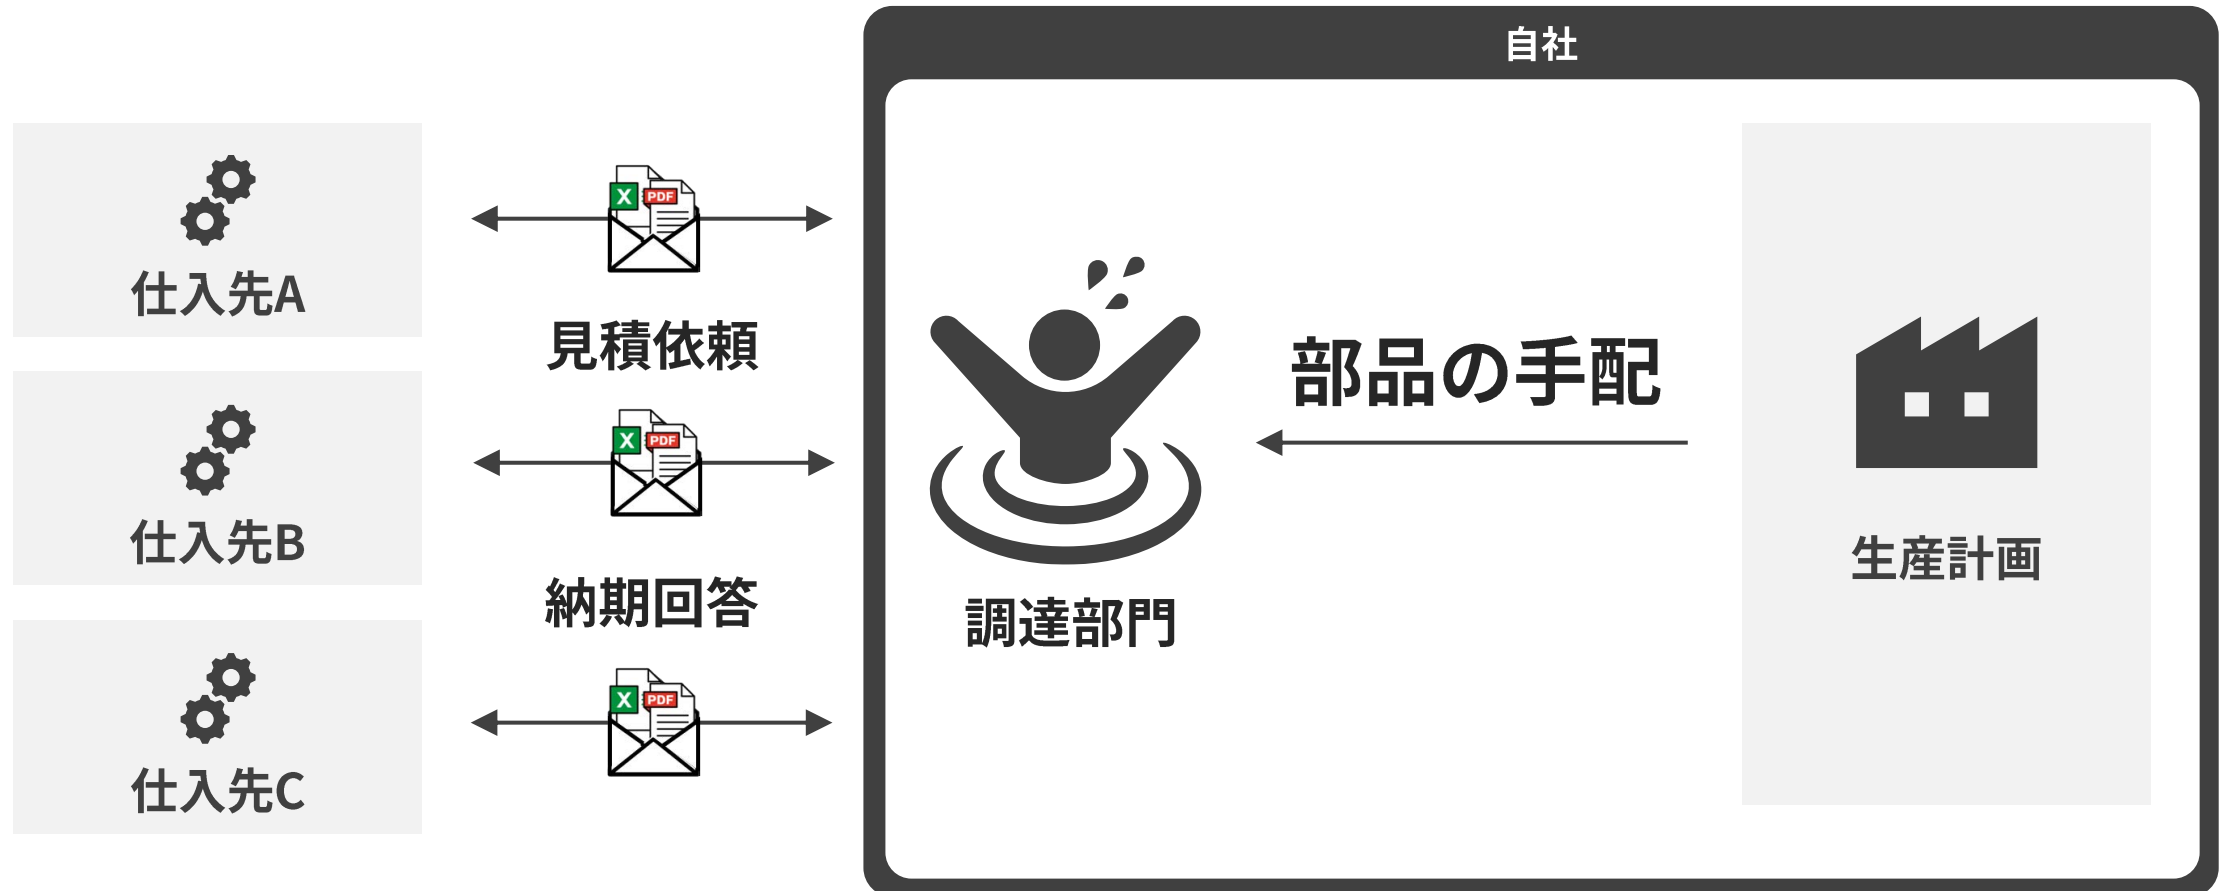 自社
仕入先A
X PDF
見積依頼
仕入先B
X PDF
納期回答
仕入先C
X PDF
調達部門
部品の手配
生産計画